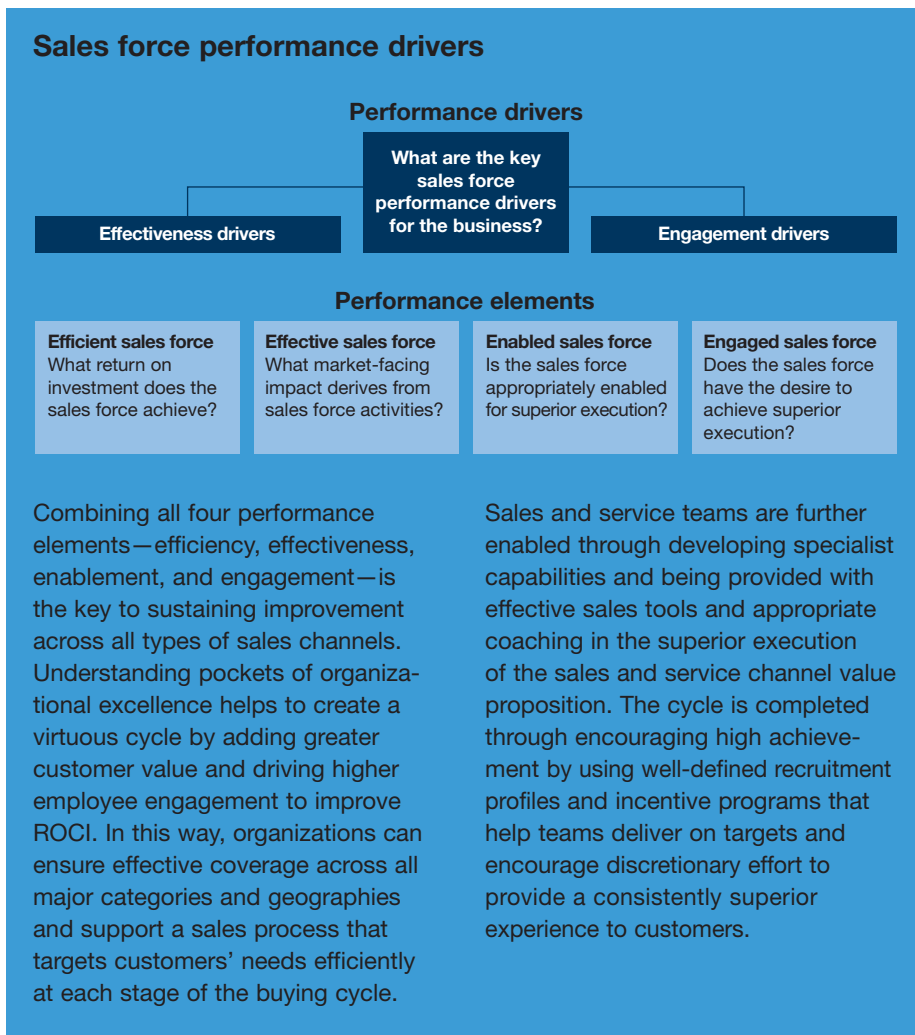 Sales force performance drivers
Performance drivers
What are the key
sales force
performance drivers
for the business?
Effectiveness drivers
Engagement drivers
Performance elements
Efficient sales force
What return on
investment does the
sales force achieve?
Effective sales force
What market-facing
impact derives from
sales force activities?
Enabled sales force
Is the sales force
appropriately enabled
for superior execution?
Engaged sales force
Does the sales force
have the desire to
achieve superior
execution?
Combining all four performance
elements—efficiency, effectiveness,
enablement, and engagement—is
the key to sustaining improvement
across all types of sales channels.
Understanding pockets of organiza-
tional excellence helps to create a
virtuous cycle by adding greater
customer value and driving higher
employee engagement to improve
ROCI. In this way, organizations can
ensure effective coverage across all
major categories and geographies
and support a sales process that
targets customers’ needs efficiently
at each stage of the buying cycle.
Sales and service teams are further
enabled through developing specialist
capabilities and being provided with
effective sales tools and appropriate
coaching in the superior execution
of the sales and service channel value
proposition. The cycle is completed
through encouraging high achieve-
ment by using well-defined recruitment
profiles and incentive programs that
help teams deliver on targets and
encourage discretionary effort to
provide a consistently superior
experience to customers.